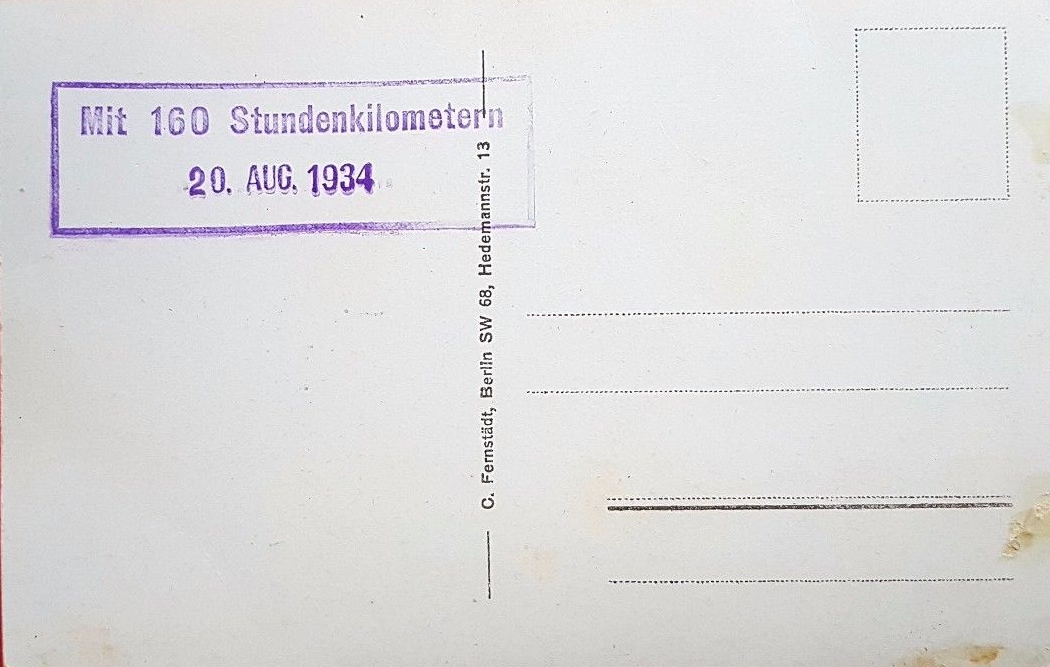 Mit 160 Stundenkilometern
20. AUG. 1934
C. Fernstädt, Berlin SW 68, Hedemannstr. 13